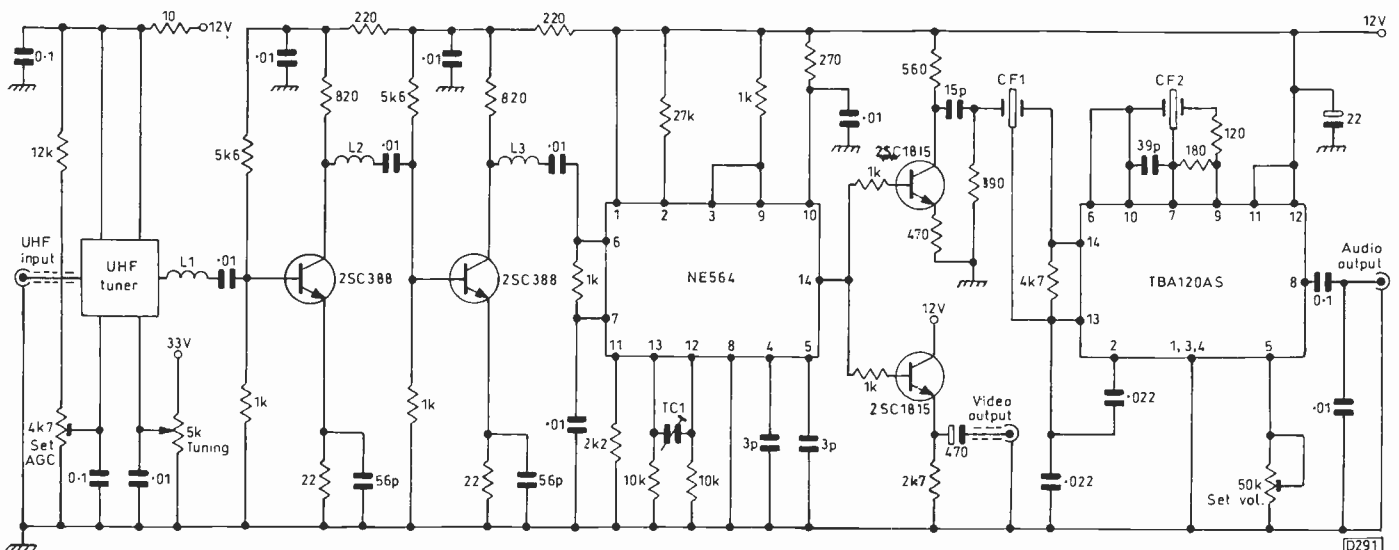 10
12V
0·1
12k
UHF input
UHF tuner
L1
·01
4k7
Set AGC
0·1
·01
33V
5k
Tuning
220
·01
5k6
820
2SC388
1k
22
56p
L2
·01
220
·01
5k6
820
2SC388
1k
22
56p
L3
·01
1k
·01
27k
1k
270
·01
1
2
3
9
10
6
7
NE564
14
11
13
12
8
4
5
2k2
TC1
10k
10k
3p
3p
560
15p
2SC1815
1k
470
390
1k
12V
2SC1815
Video output
470
2k7
CF1
4k7
CF2
39p
120
180
12V
22
6
10
7
9
11
12
14
13
TBA120AS
8
2
1,3,4
5
·022
·022
0·1
Audio output
·01
50k
Set vol.
D291